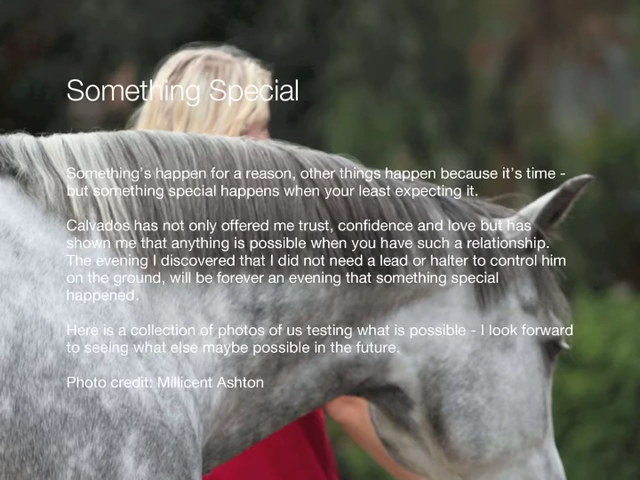 Something Special
Something's happen for a reason, other things happen because it's time -
but something special happens when your least expecting it.
Calvados has not only offered me trust, confidence and love but has
shown me that anything is possible when you have such a relationship.
The evening I discovered that I did not need a lead or halter to control him
on the ground, will be forever an evening that something special
happened.
Here is a collection of photos of us testing what is possible - I look forward
to seeing what else maybe possible in the future.
Photo credit: Millicent Ashton